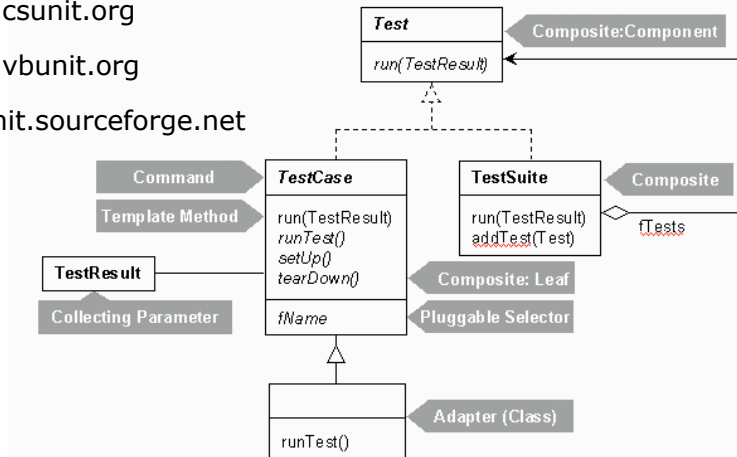 csunit.org
vbunit.org
nit.sourceforge.net
Test
Composite:Component
run(TestResult)
Command
TestCase
TestSuite
Composite
Template Method
run(TestResult)
runTest()
setUp()
tearDown()
run(TestResult)
addTest(Test)
fTests
TestResult
Composite: Leaf
Collecting Parameter
fName
Pluggable Selector
Adapter (Class)
runTest()